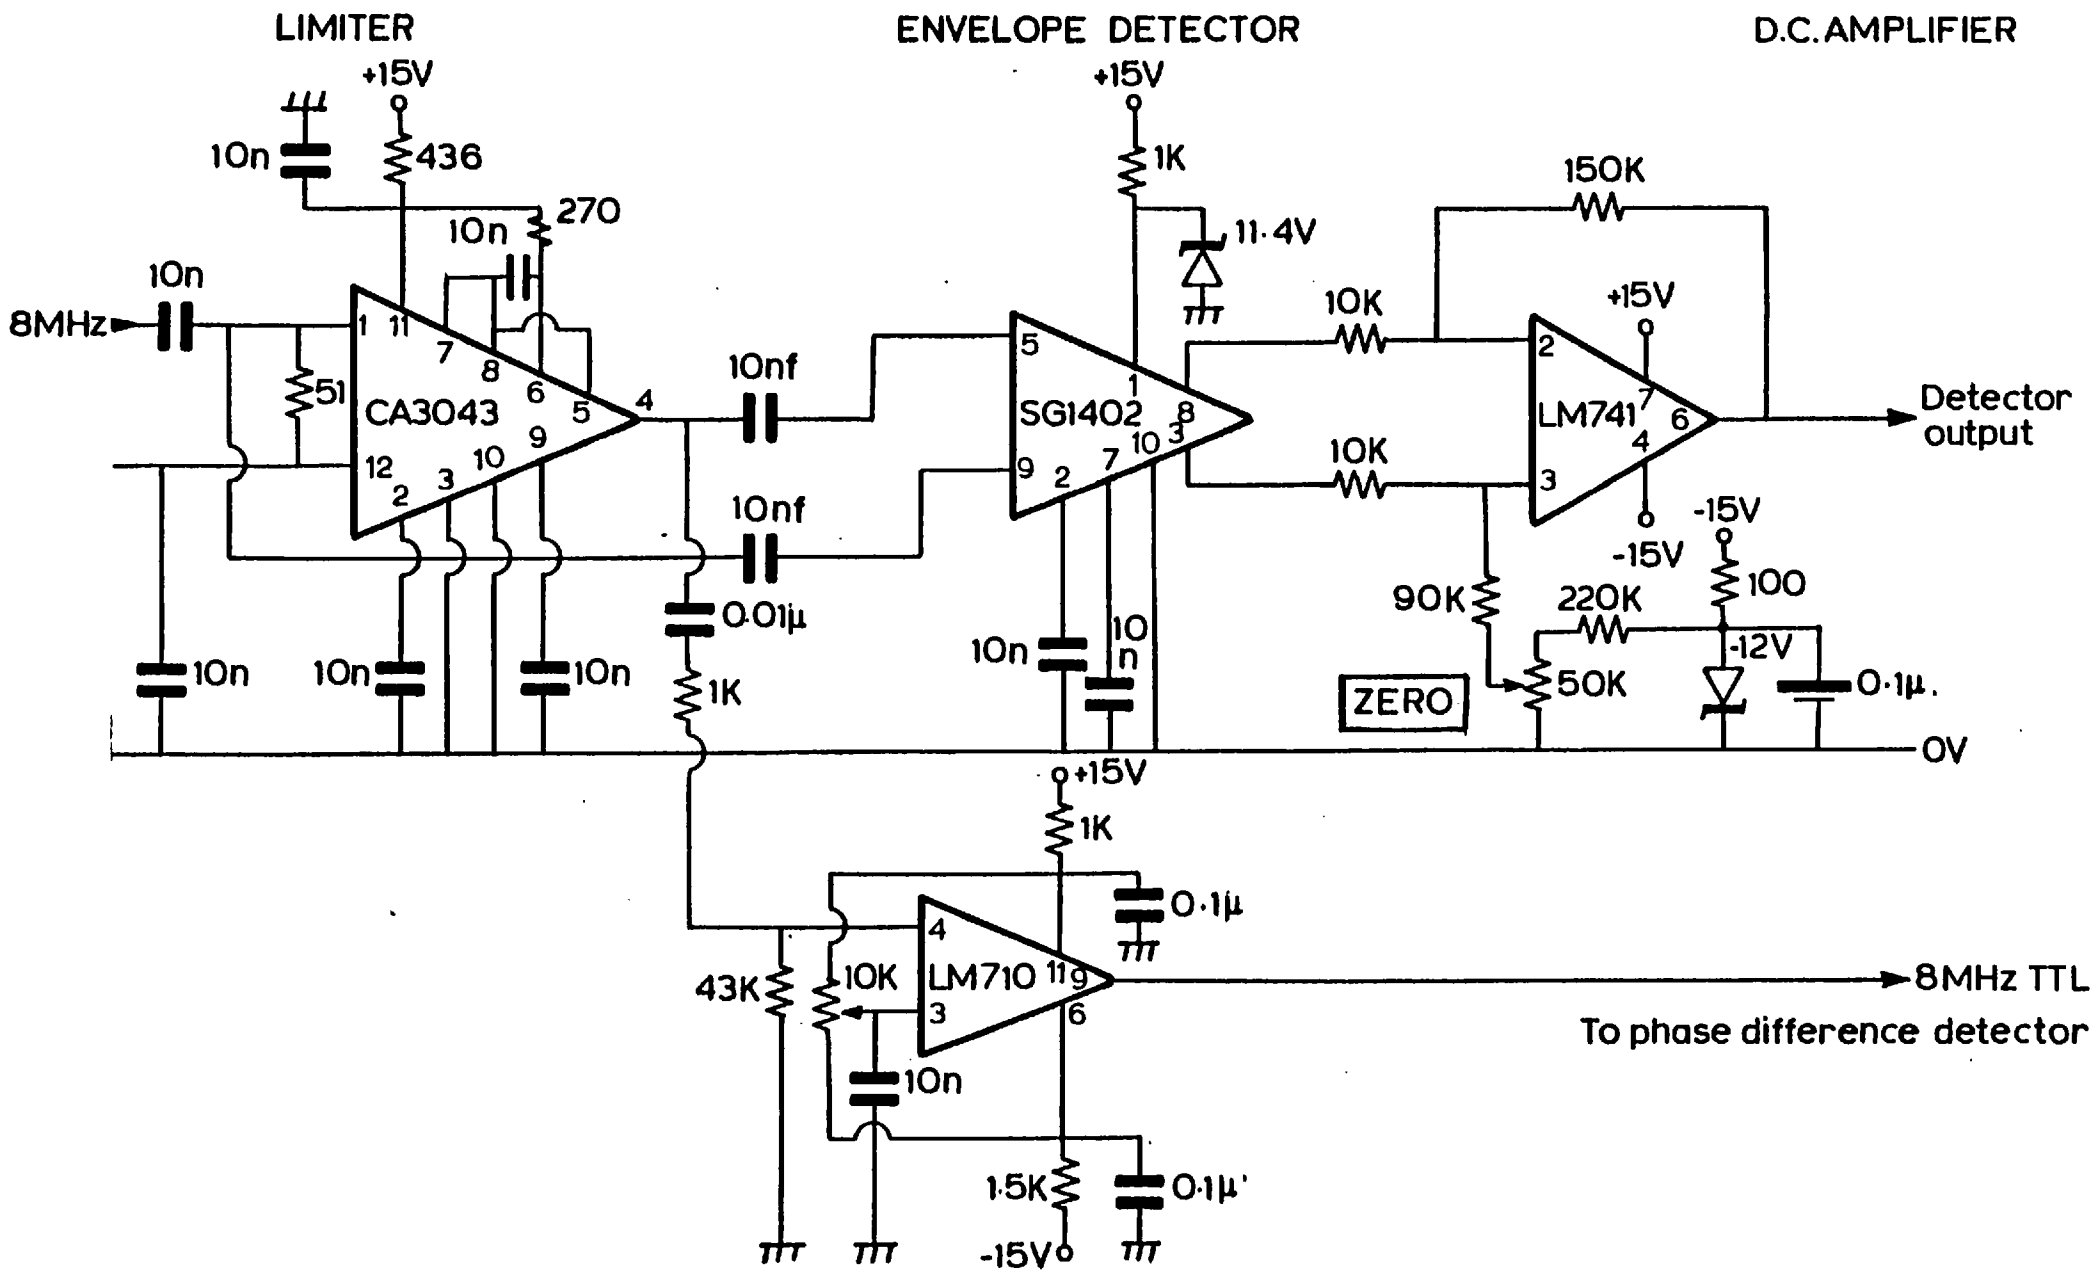 LIMITER
ENVELOPE DETECTOR
D.C. AMPLIFIER
+15V
+15V
10n
436
1K
150K
270
10n
11.4V
10n
8MHz
1
11
7
8
6
5
4
51
CA3043
9
12
10
3
2
10nf
10nf
5
1
SG1402
8
3
10
7
2
9
10K
10K
+15V
2
7
LM741
6
4
3
-15V
Detector
output
-15V
100
90K
220K
-12V
50K
0.1μ.
ZERO
10n
10n
10n
0.01μ
1K
10n
10
n
0V
+15V
1K
0.1μ
4
LM710
11
9
3
6
43K
10K
8MHz TTL
To phase difference detector
10n
1.5K
0.1μ
-15V